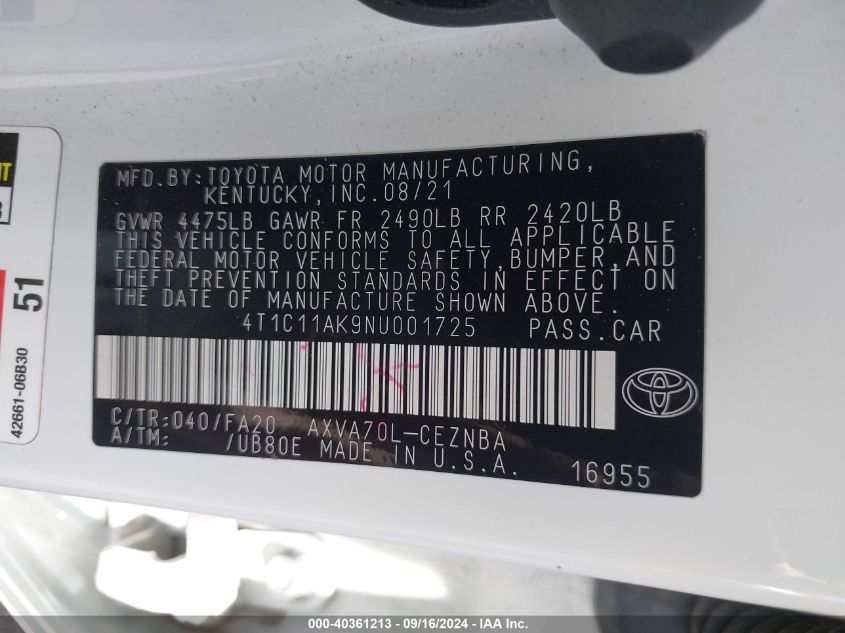 MFD.BY:TOYOTA MOTOR MANUFACTURING,
KENTUCKY,INC.08/21
GVWR 4475LB GAWR FR 2490LB RR 2420LB
THIS VEHICLE CONFORMS TO ALL APPLICABLE
FEDERAL MOTOR VEHICLE SAFETY,BUMPER,AND
THEFT PREVENTION STANDARDS IN EFFECT ON
THE DATE OF MANUFACTURE SHOWN ABOVE.
4T1C11AK9NU001725 PASS.CAR
C/TR:040/FA20 AXVA70L-CEZNBA
A/TM: /UB80E MADE IN U.S.A.
16955
51
42661-06B30
000-40361213 - 09/16/2024 - IAA Inc.